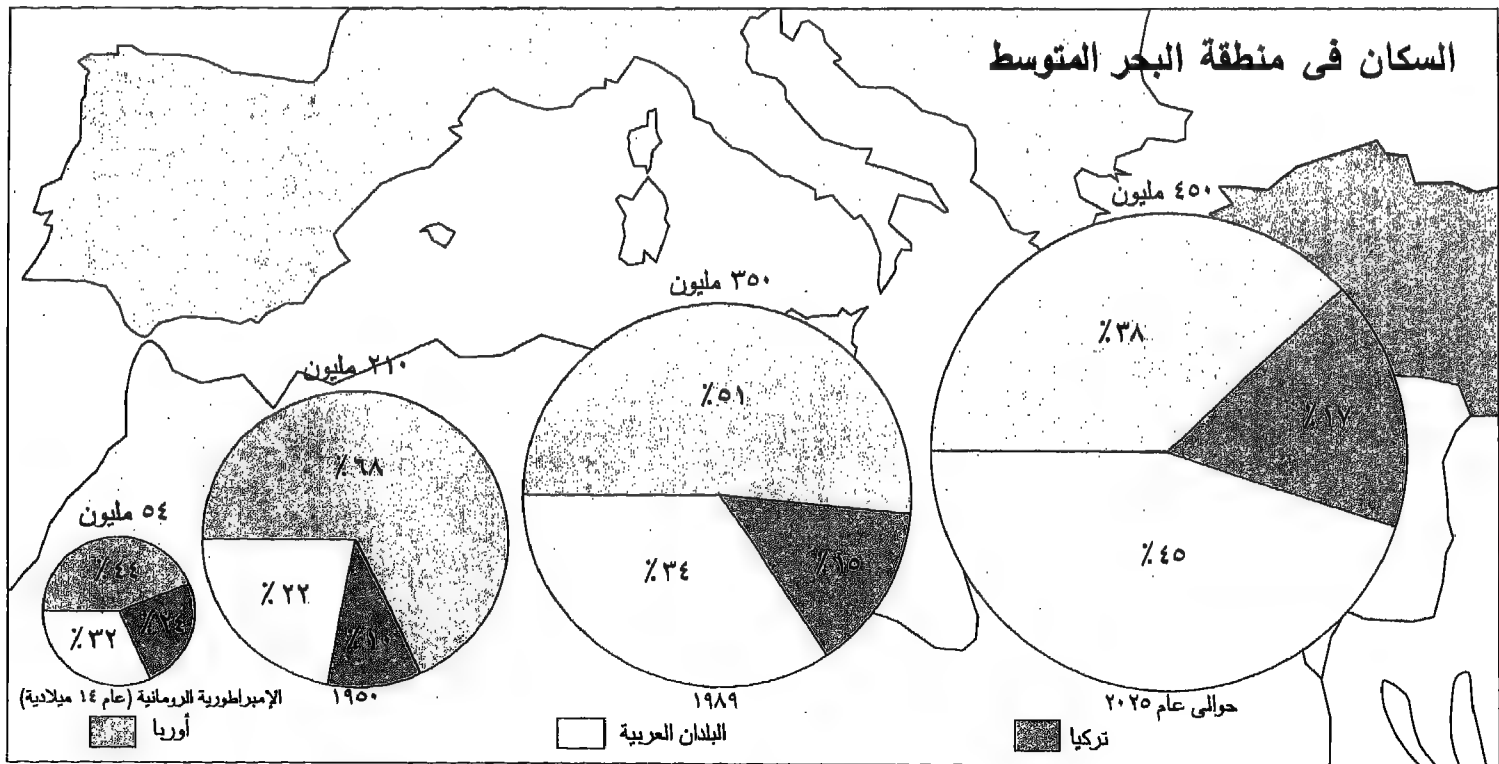 السكان فى منطقة البحر المتوسط
٤٥٠ مليون
٪٣٨
٪١٧
٪٤٥
حوالى عام ٢٠٢٥
٣٥٠ مليون
٪٥١
٪١٥
٪٣٤
١٩٨٩
٢١٠ مليون
٪٦٨
٪١٠
٪٢٢
١٩٥٠
٥٤ مليون
٪٤٤
٪٢٤
٪٣٢
الإمبراطورية الرومانية (عام ١٤ ميلادية)
تركيا
البلدان العربية
أوربا